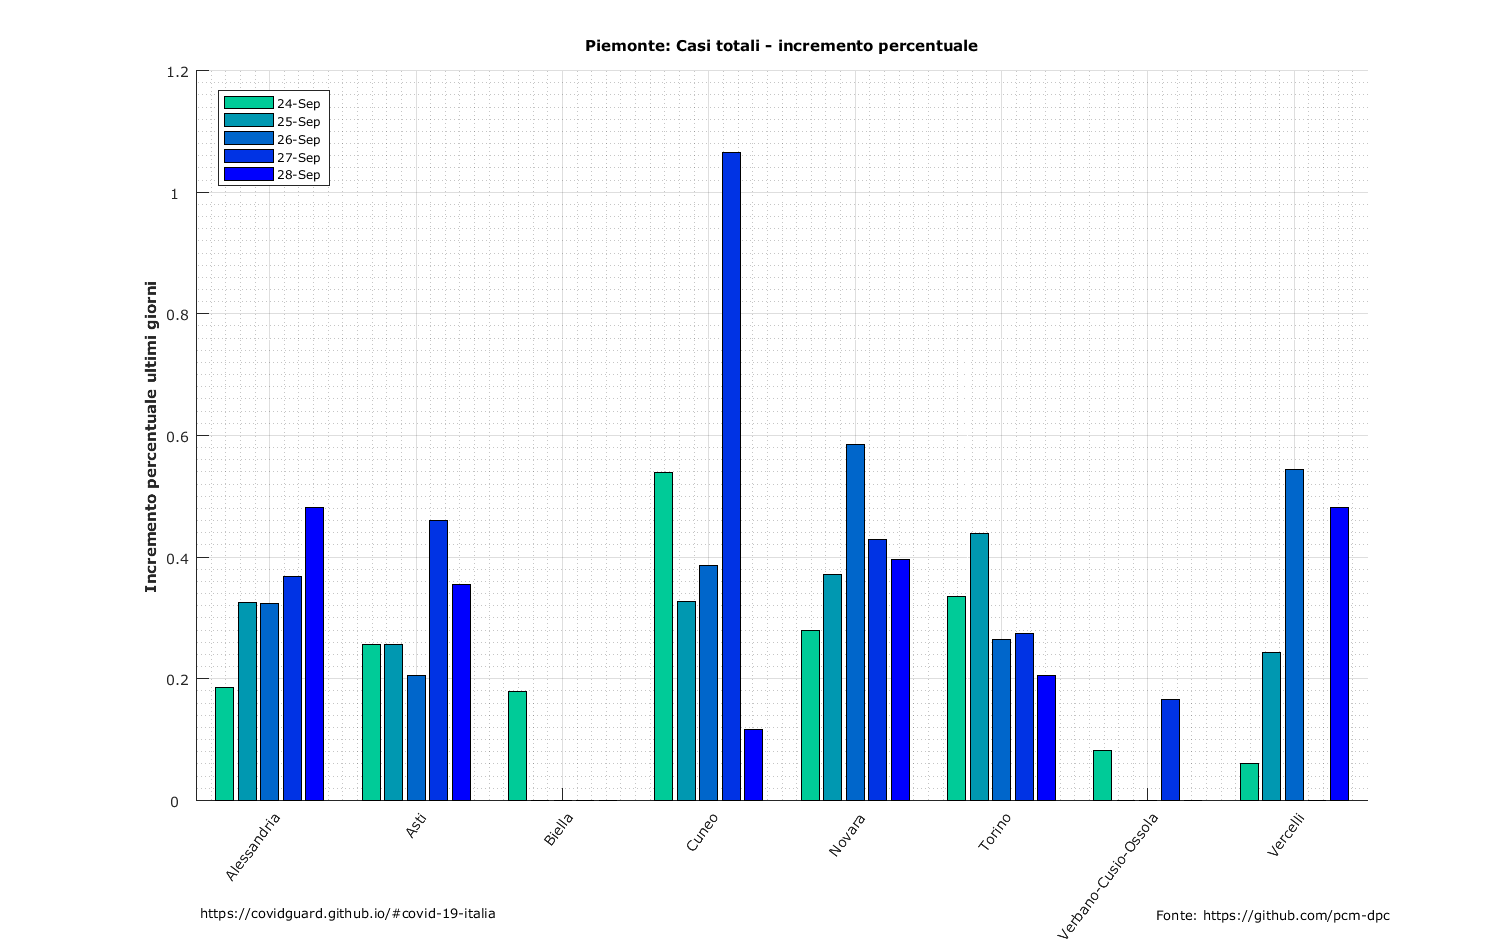 Piemonte: Casi totali - incremento percentuale
1.2
1
0.8
0.6
0.4
0.2
0
24-Sep
25-Sep
26-Sep
27-Sep
28-Sep
Incremento percentuale ultimi giorni
Alessandria
Asti
Biella
Cuneo
Novara
Torino
Verbano-Cusio-Ossola
Vercelli
https://covidguard.github.io/#covid-19-italia
Fonte: https://github.com/pcm-dpc